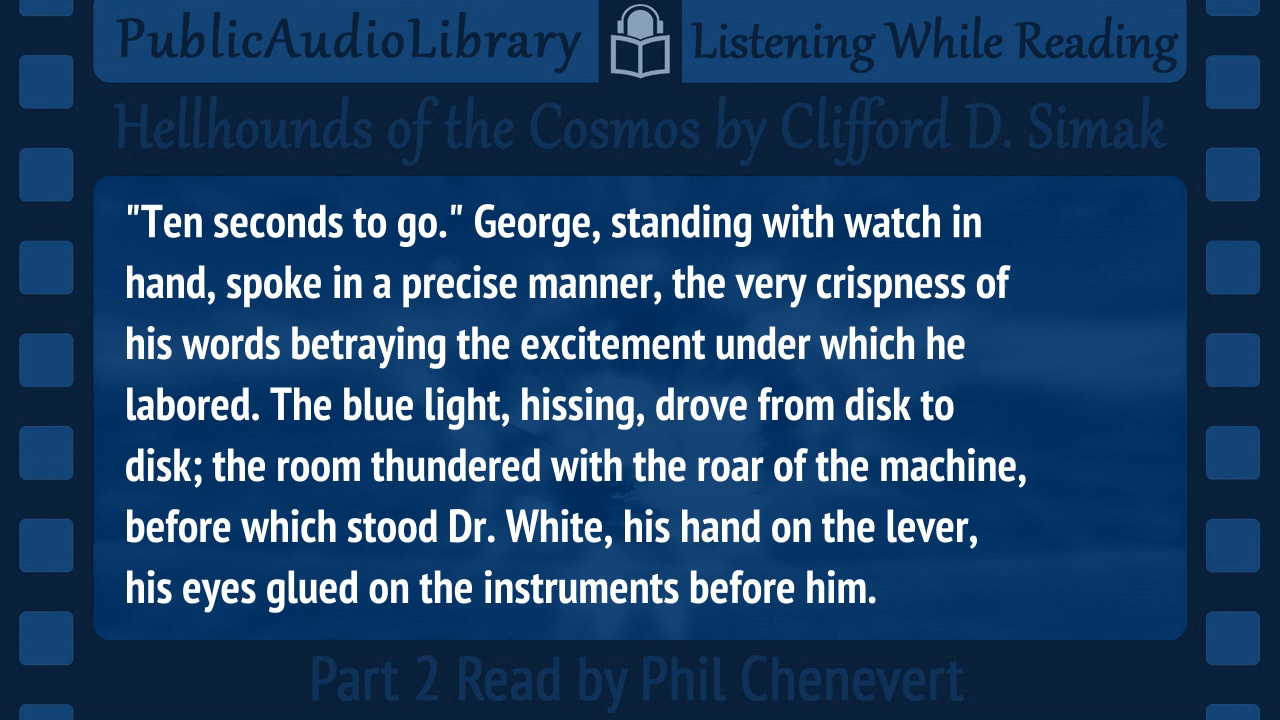 PublicAudioLibrary Listening While Reading
Hellhounds of the Cosmos by Clifford D. Simak
"Ten seconds to go." George, standing with watch in
hand, spoke in a precise manner, the very crispness of
his words betraying the excitement under which he
labored. The blue light, hissing, drove from disk to
disk; the room thundered with the roar of the machine,
before which stood Dr. White, his hand on the lever,
his eyes glued on the instruments before him.
Part 2 Read by Phil Chenevert